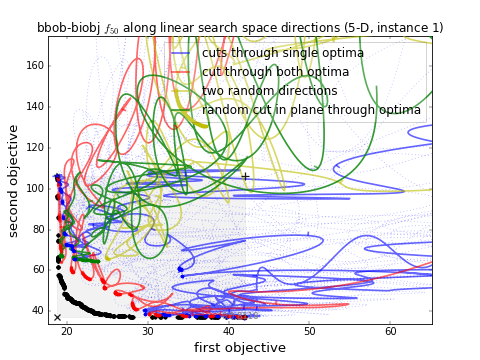 bbob-biobj f50 along linear search space directions (5-D, instance 1)
cuts through single optima
cut through both optima
two random directions
random cut in plane through optima
second objective
160
140
120
100
80
60
40
20
30
40
50
60
first objective